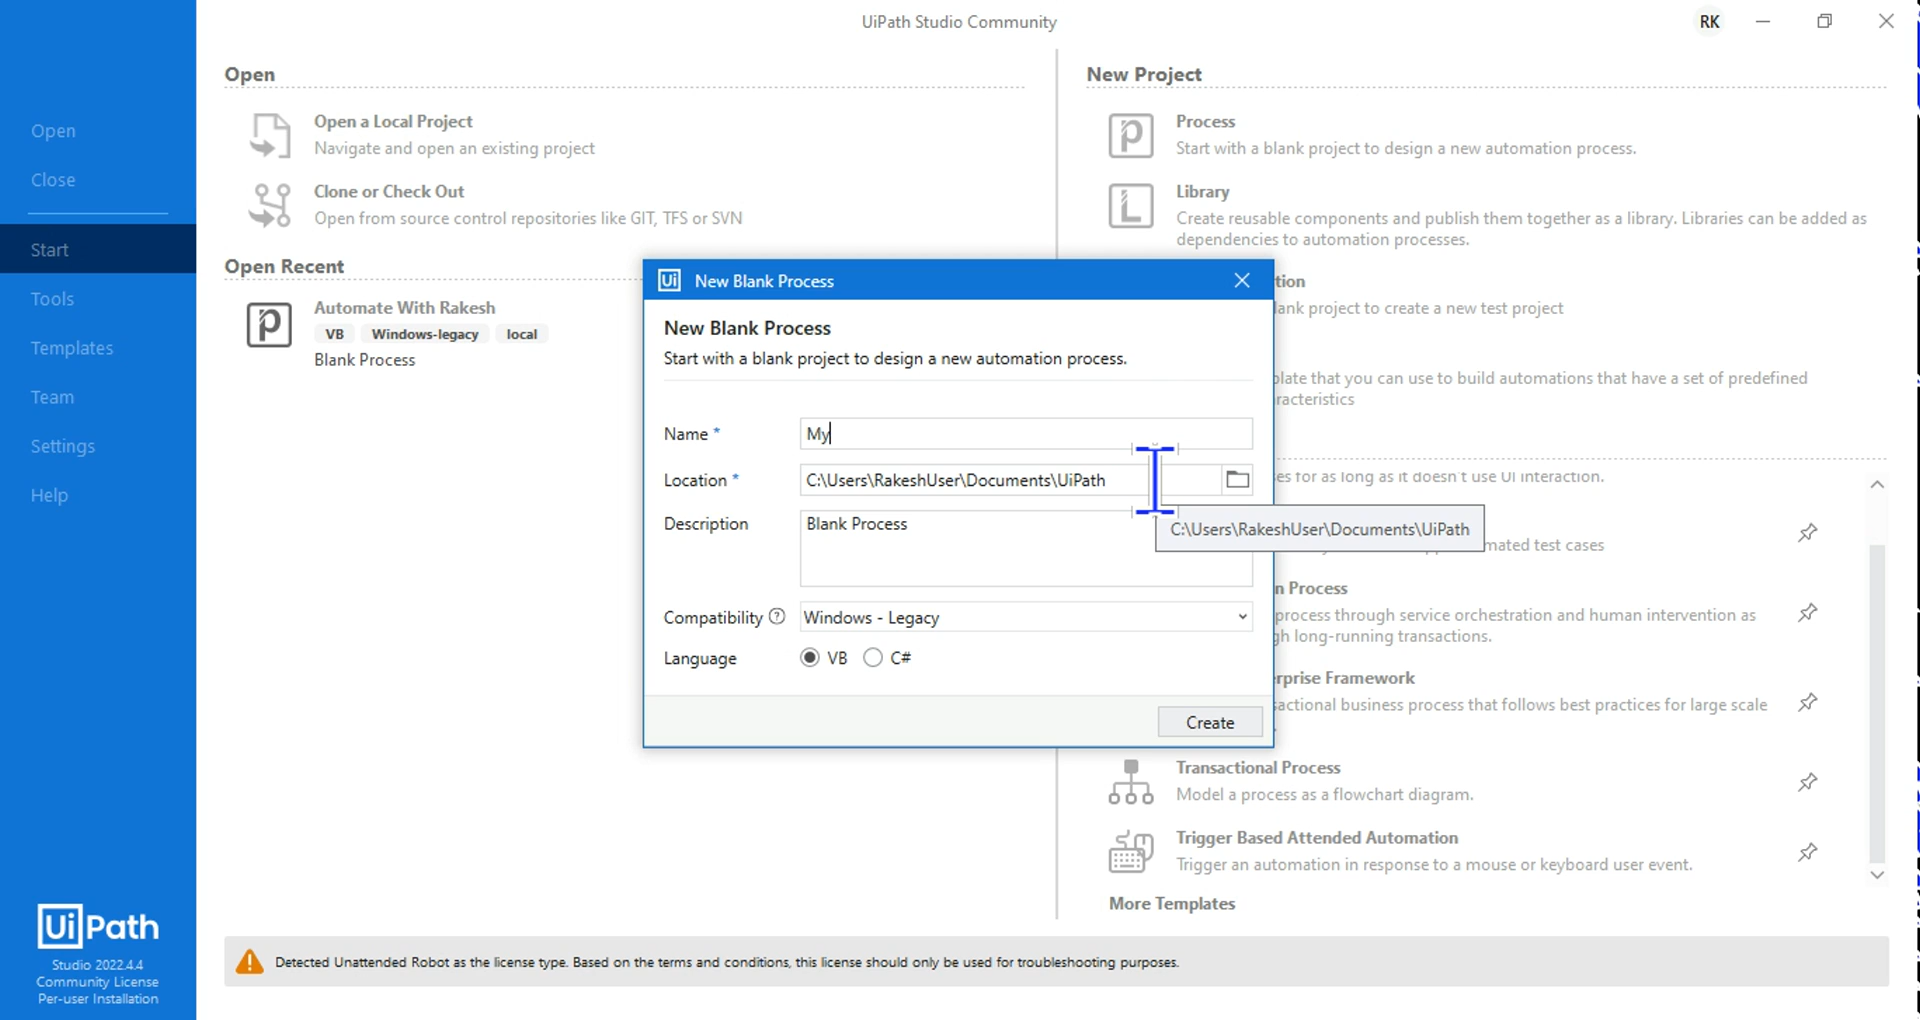 UiPath Studio Community
RK
Open
Close
Start
Tools
Templates
Team
Settings
Help
UiPath
Studio 2022.4.4
Community License
Per-user Installation
Open
Open a Local Project
Navigate and open an existing project
Clone or Check Out
Open from source control repositories like GIT, TFS or SVN
Open Recent
Automate With Rakesh
VB Windows-legacy local
Blank Process
New Project
Process
Start with a blank project to design a new automation process.
Library
Create reusable components and publish them together as a library. Libraries can be added as
dependencies to automation processes.
tion
lank project to create a new test project
plate that you can use to build automations that have a set of predefined
racteristics
es for as long as it doesn't use UI interaction.
mated test cases
n Process
process through service orchestration and human intervention as
gh long-running transactions.
rprise Framework
sactional business process that follows best practices for large scale
Transactional Process
Model a process as a flowchart diagram.
Trigger Based Attended Automation
Trigger an automation in response to a mouse or keyboard user event.
More Templates
Ui New Blank Process
New Blank Process
Start with a blank project to design a new automation process.
Name * My
Location * C:\Users\RakeshUser\Documents\UiPath
Description Blank Process
C:\Users\RakeshUser\Documents\UiPath
Compatibility ? Windows - Legacy
Language VB C#
Create
Detected Unattended Robot as the license type. Based on the terms and conditions, this license should only be used for troubleshooting purposes.